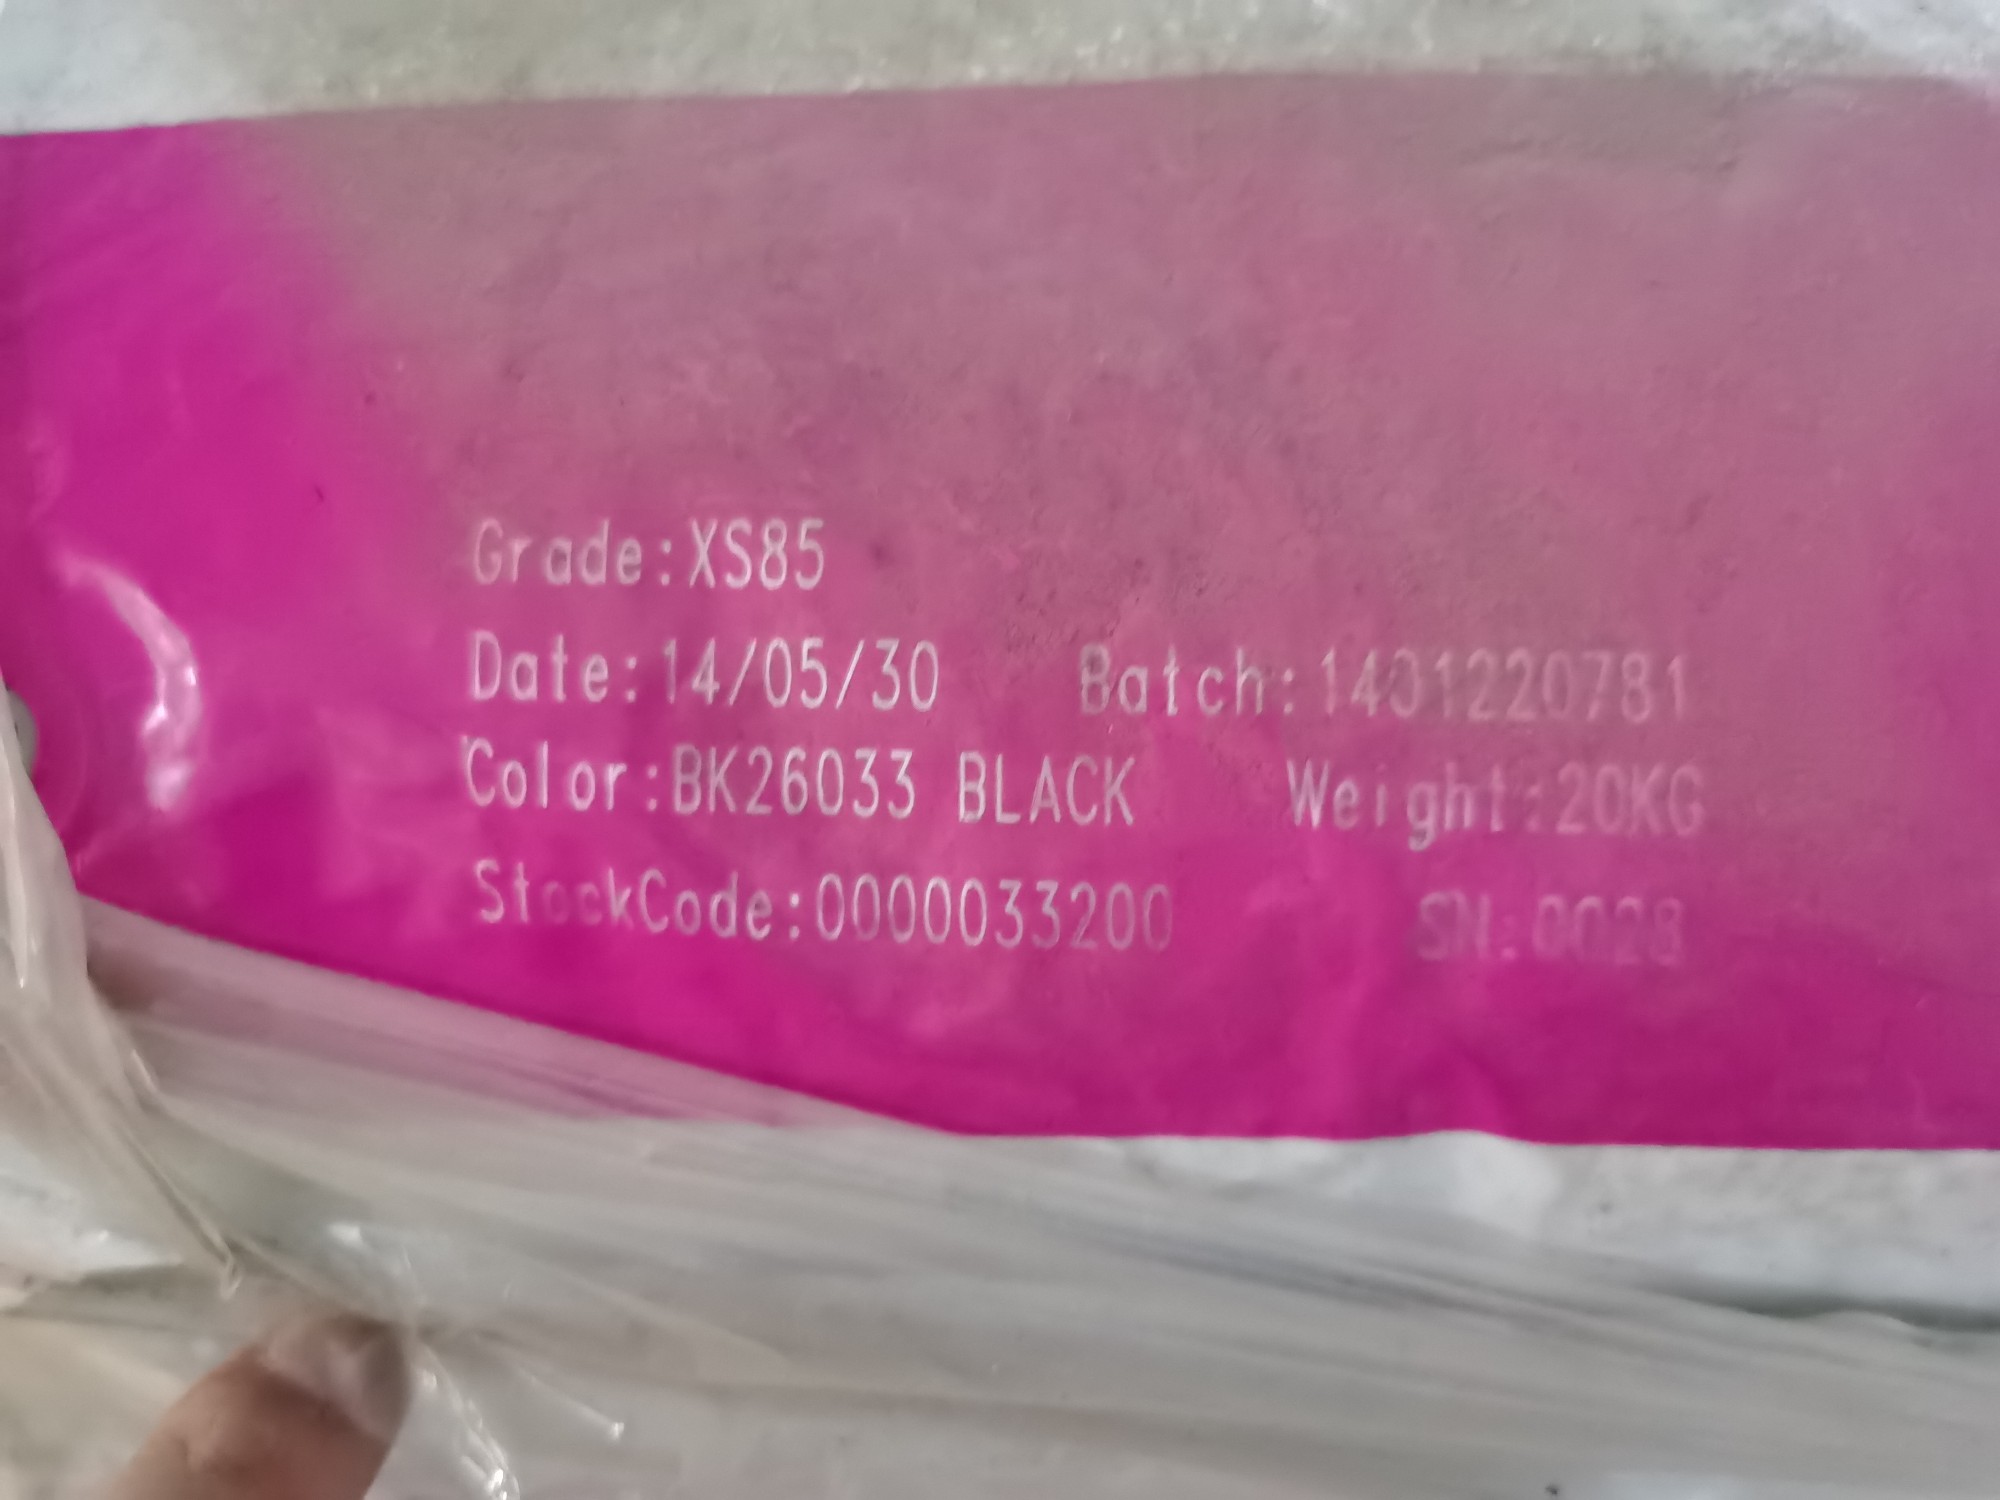 Grade:XS85
Date:14/05/30 Batch:1401220781
Color:BK26033 BLACK Weight:20KG
StockCode:0000033200 SN:0028